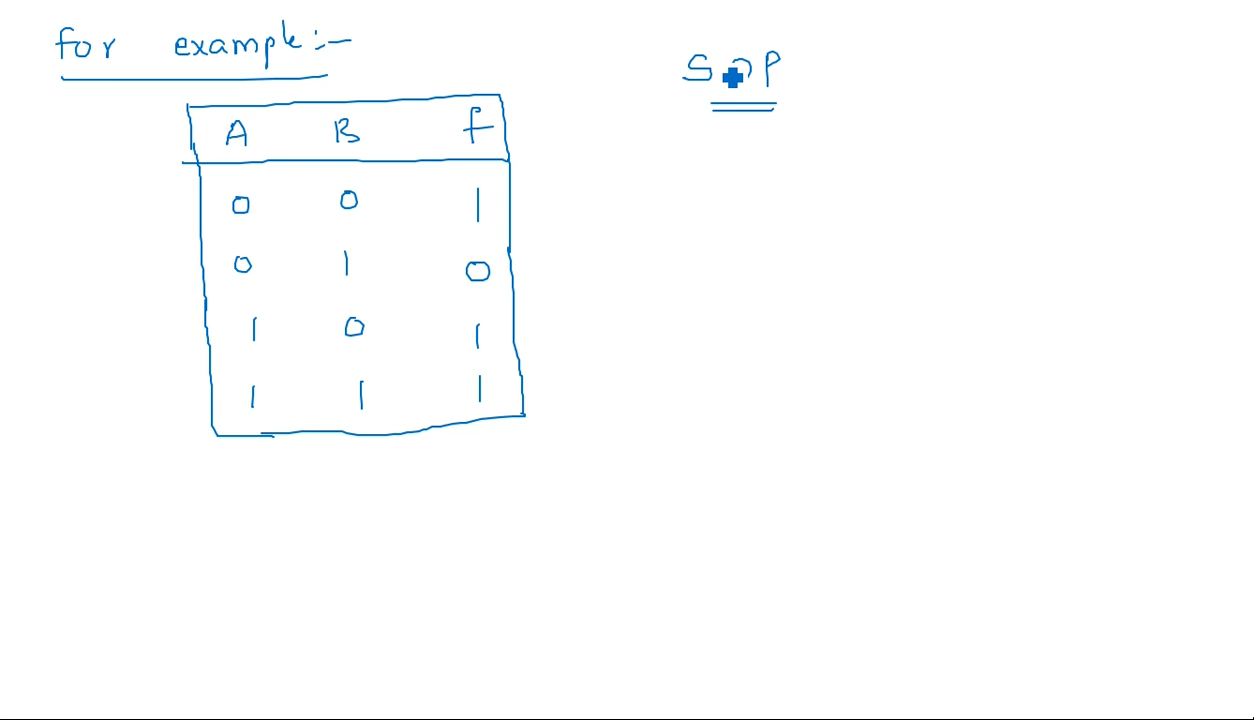 for example:-
SOP
A B f
0 0 1
0 1 0
1 0 1
1 1 1